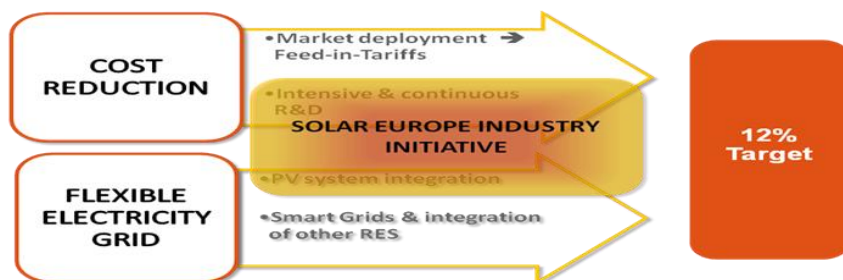 COST
REDUCTION
•Market deployment ➔
Feed-in-Tariffs
•Intensive & continuous
R&D
SOLAR EUROPE INDUSTRY
INITIATIVE
FLEXIBLE
ELECTRICITY
GRID
•PV system integration
•Smart Grids & integration
of other RES
12%
Target